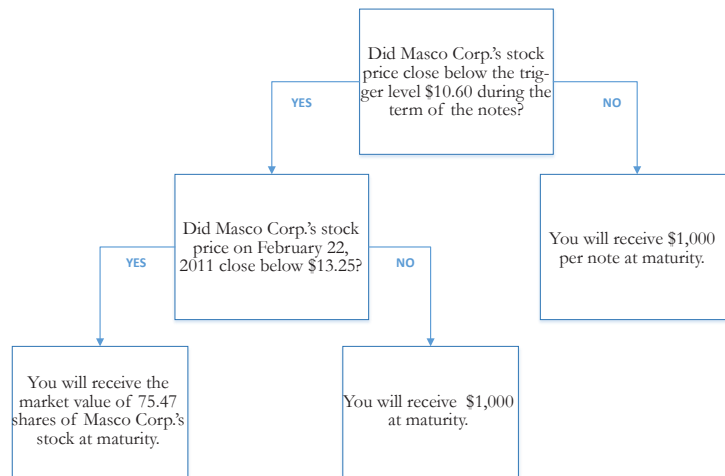 Did Masco Corp.'s stock
price close below the trig-
ger level $10.60 during the
term of the notes?
YES
NO
Did Masco Corp.'s stock
price on February 22,
2011 close below $13.25?
You will receive $1,000
per note at maturity.
YES
NO
You will receive the
market value of 75.47
shares of Masco Corp.'s
stock at maturity.
You will receive $1,000
at maturity.